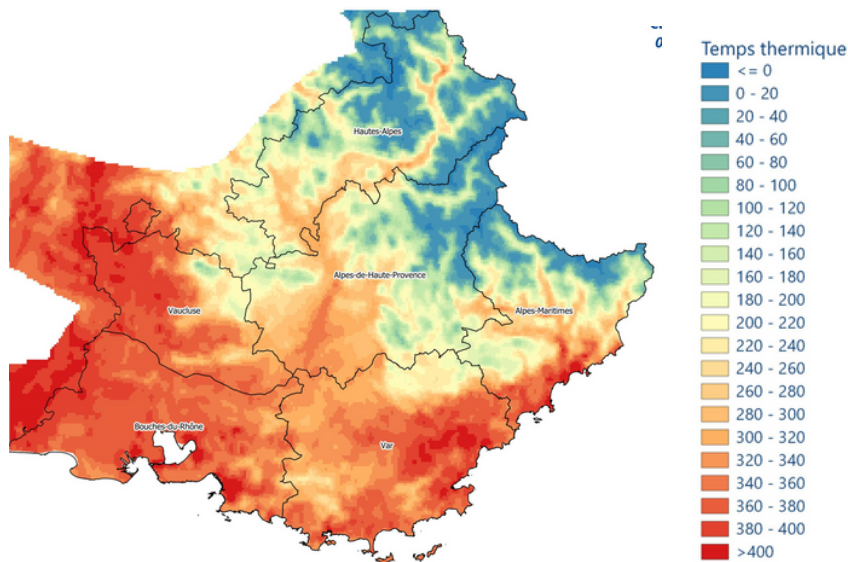 Temps thermique
<= 0
0 - 20
20 - 40
40 - 60
60 - 80
80 - 100
100 - 120
120 - 140
140 - 160
160 - 180
180 - 200
200 - 220
220 - 240
240 - 260
260 - 280
280 - 300
300 - 320
320 - 340
340 - 360
360 - 380
380 - 400
>400
Hautes-Alpes
Alpes-de-Haute-Provence
Vaucluse
Alpes-Maritimes
Bouches-du-Rhône
Var